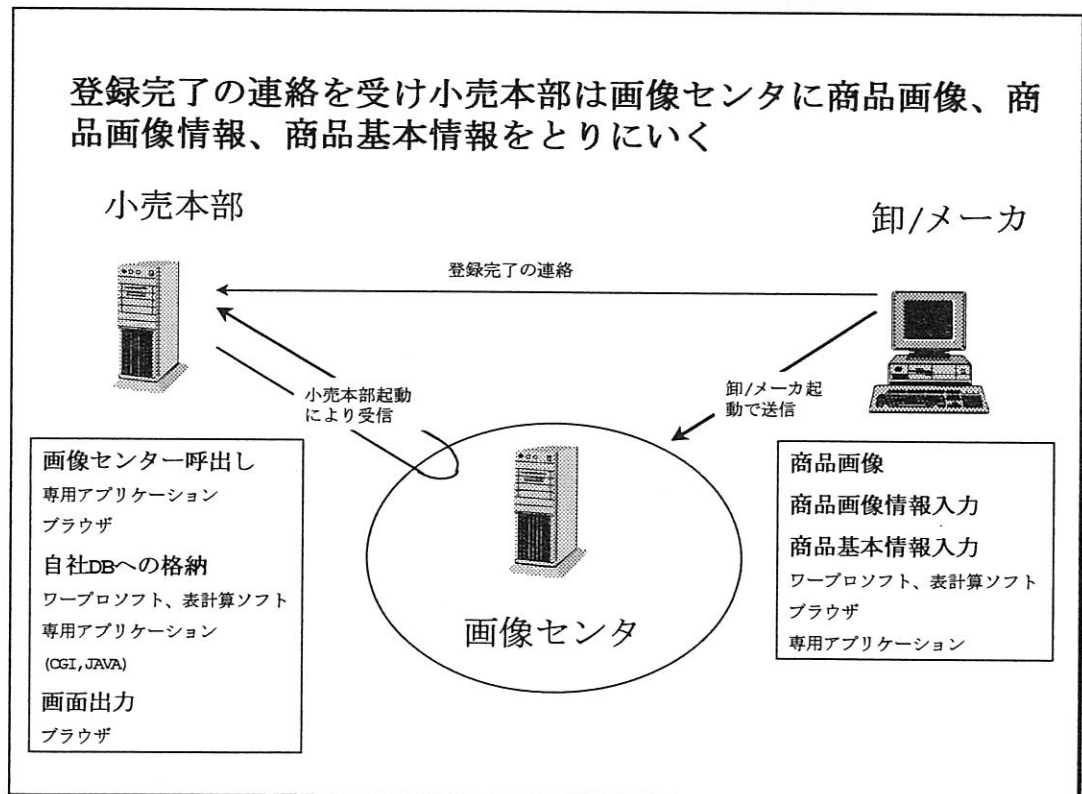 登録完了の連絡を受け小売本部は画像センタに商品画像、商
品画像情報、商品基本情報をとりにいく
小売本部
卸/メーカ
登録完了の連絡
小売本部起動
により受信
卸/メーカ起
動で送信
画像センター呼出し
専用アプリケーション
ブラウザ
自社DBへの格納
ワープロソフト、表計算ソフト
専用アプリケーション
(CGI,JAVA)
画面出力
ブラウザ
画像センタ
商品画像
商品画像情報入力
商品基本情報入力
ワープロソフト、表計算ソフト
ブラウザ
専用アプリケーション